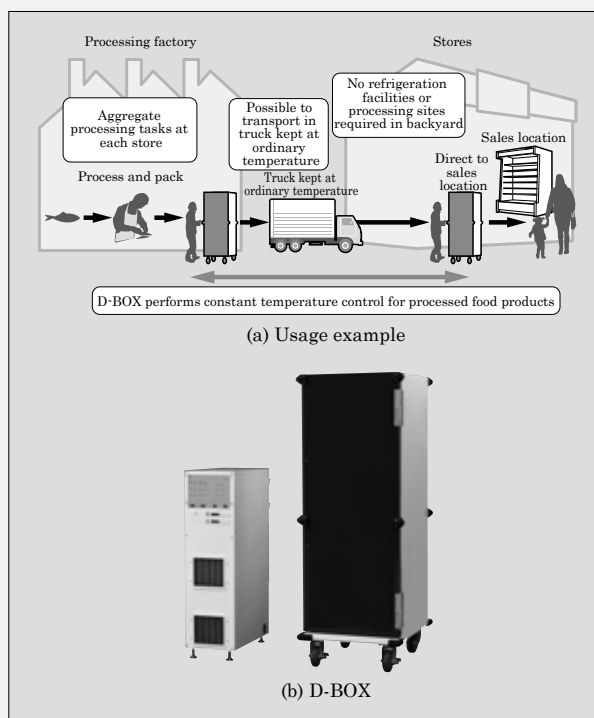 Processing factory
Stores
Aggregate
processing tasks at
each store
Possible to
transport in
truck kept at
ordinary
temperature
No refrigeration
facilities or
processing sites
required in backyard
Sales location
Process and pack
Truck kept at
ordinary temperature
Direct to
sales
location
D-BOX performs constant temperature control for processed food products
(a) Usage example
(b) D-BOX